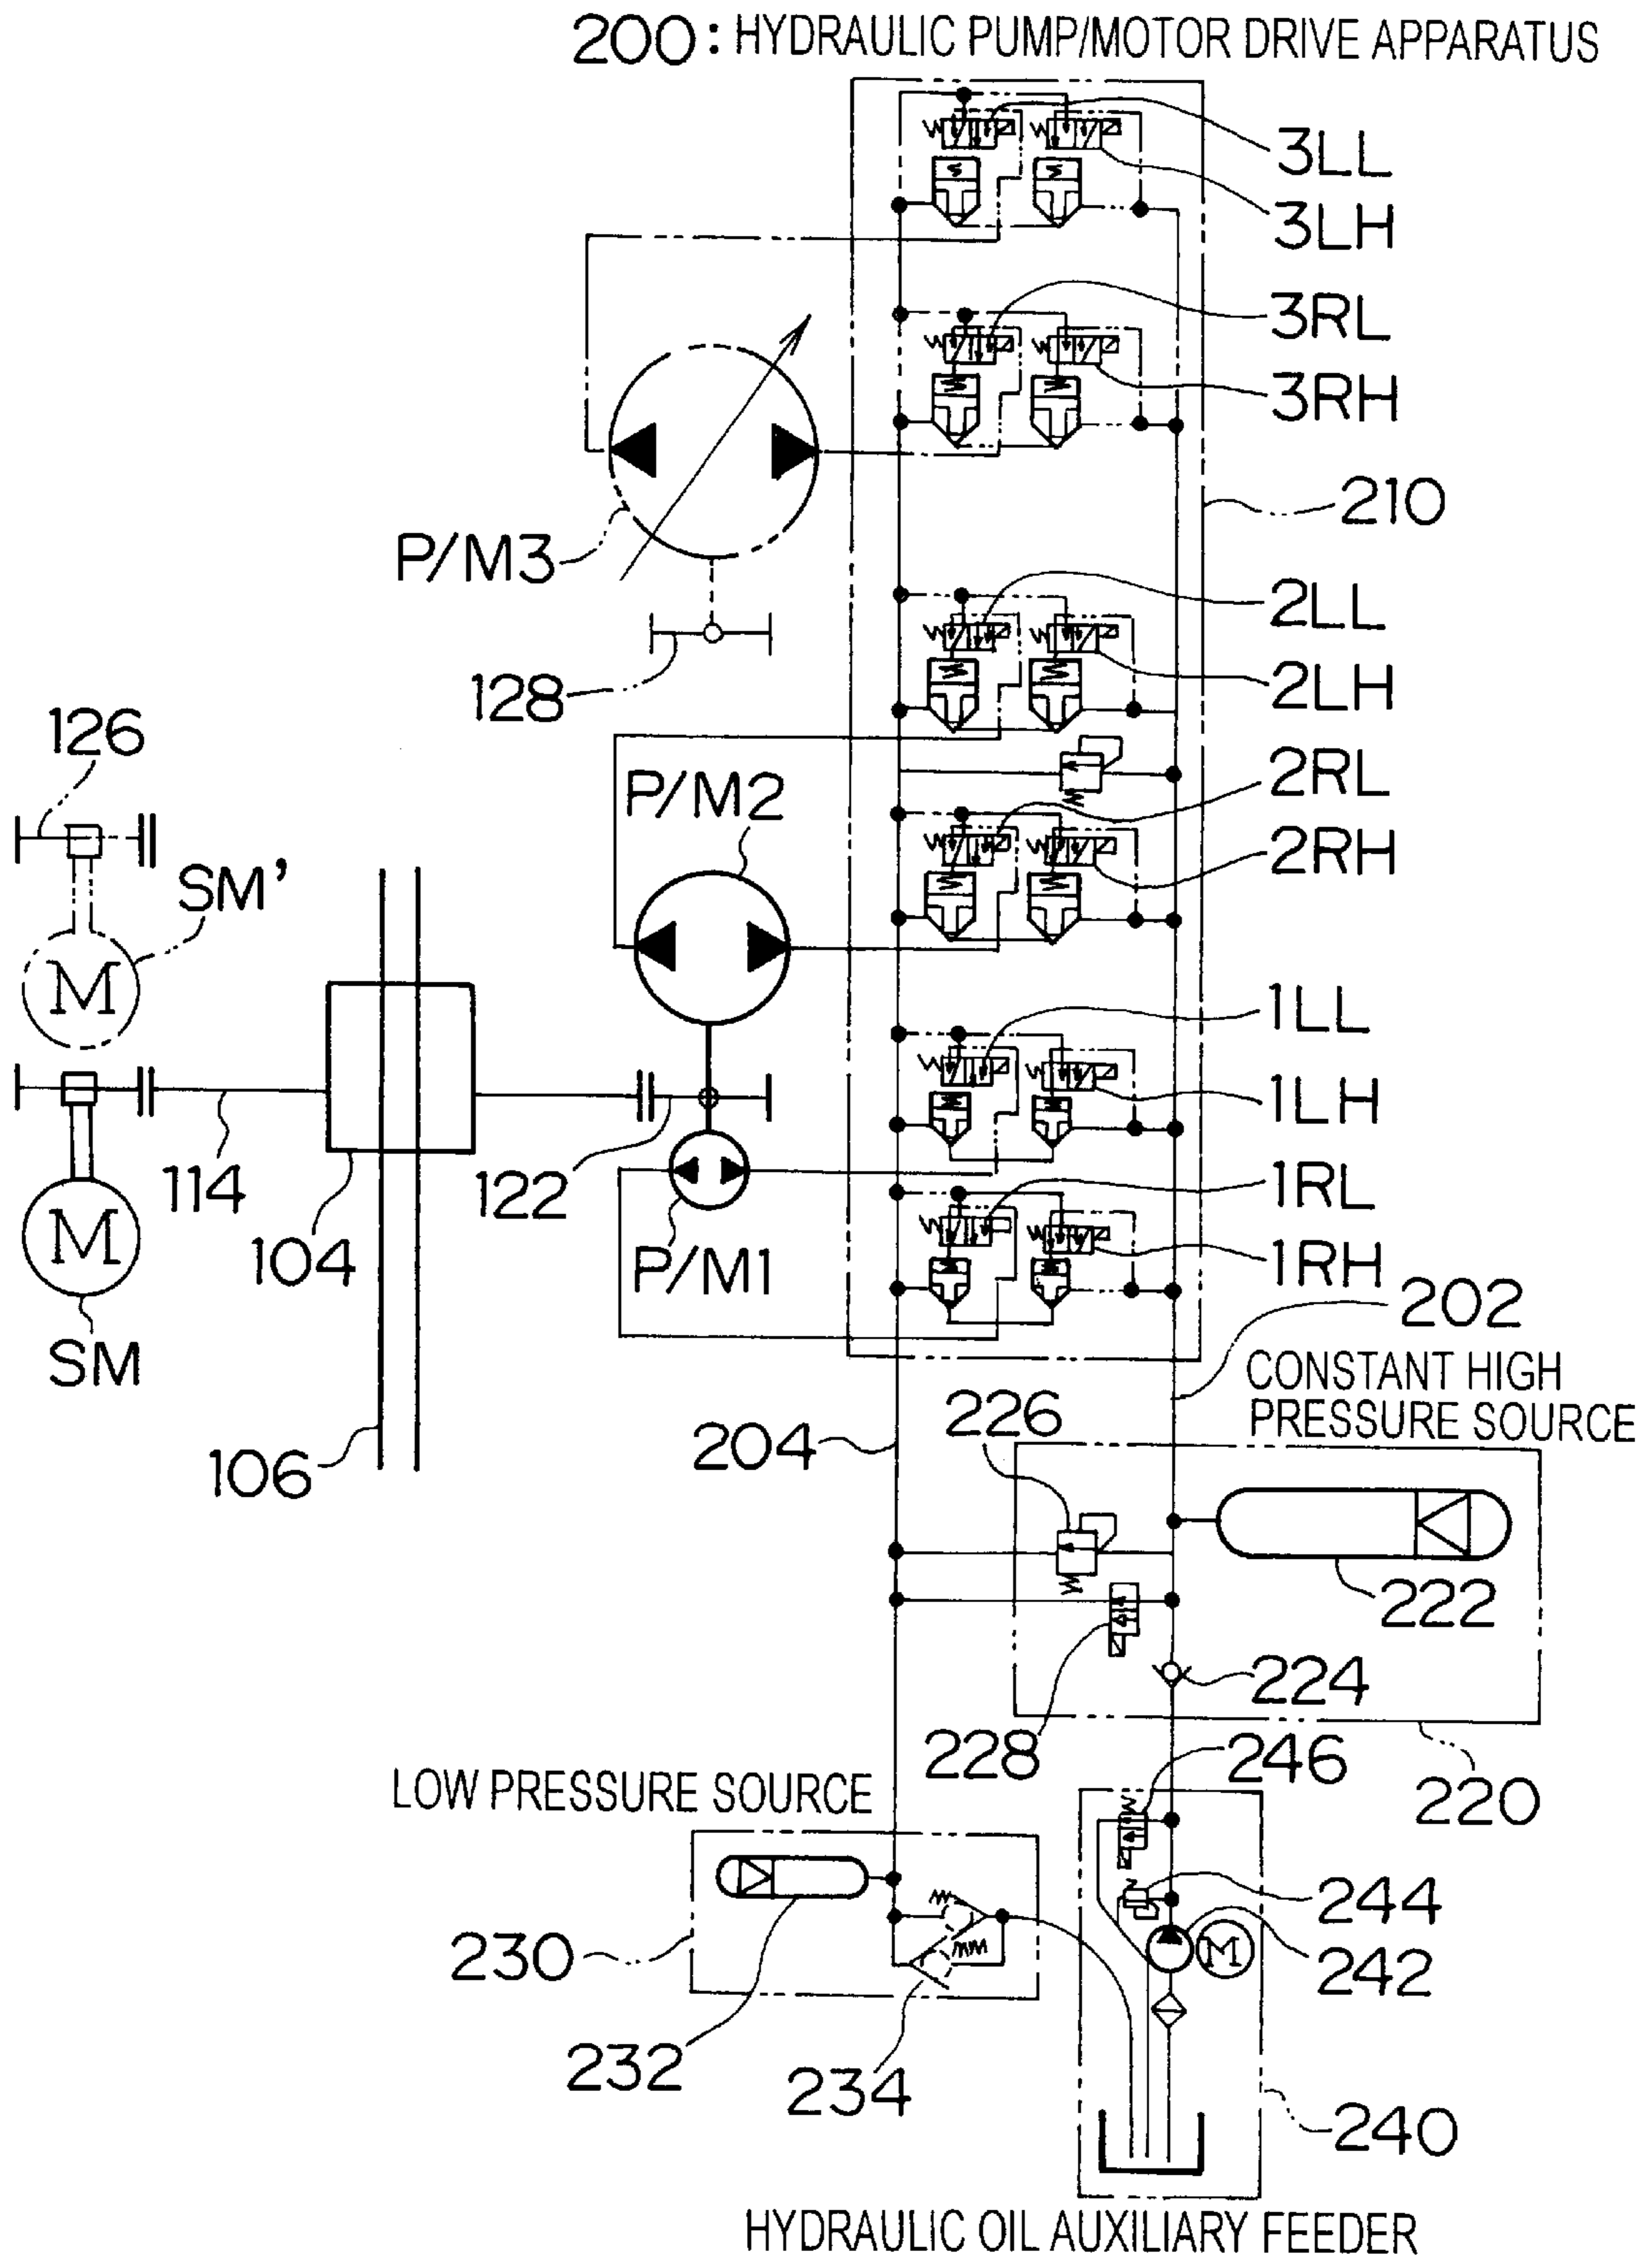 200 : HYDRAULIC PUMP/MOTOR DRIVE APPARATUS
3LL
3LH
3RL
3RH
210
P/M3
2LL
2LH
128
126
2RL
P/M2
2RH
SM'
M
1LL
1LH
114
122
1RL
M
104
P/M1
1RH
202
SM
CONSTANT HIGH
PRESSURE SOURCE
226
204
106
222
224
228
246
220
LOW PRESSURE SOURCE
244
230
M
242
232
234
240
HYDRAULIC OIL AUXILIARY FEEDER